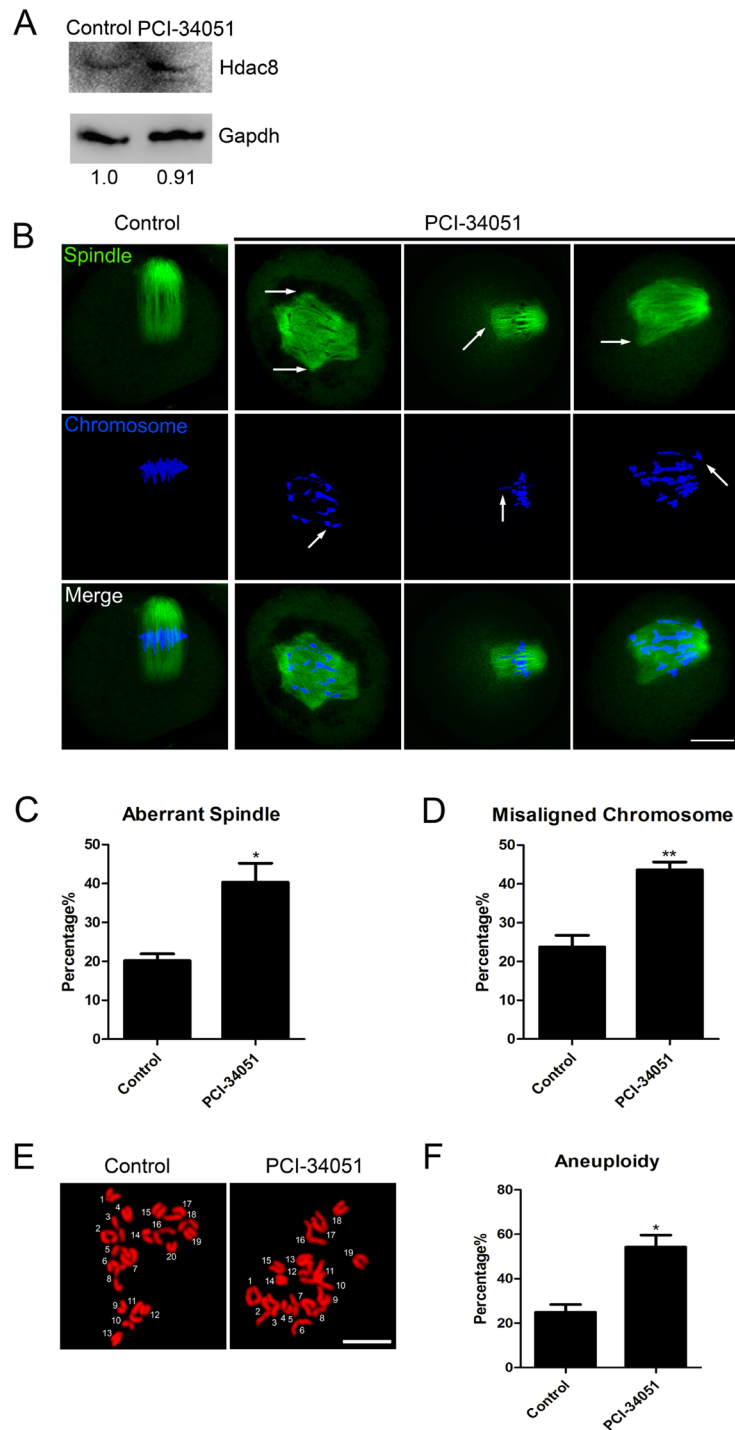 A
Control PCI-34051
Hdac8
Gapdh
1.0 0.91
B
Control PCI-34051
Spindle
Chromosome
Merge
C
Aberrant Spindle
Percentage%
50
40
30
20
10
0
*
Control
PCI-34051
D
Misaligned Chromosome
Percentage%
50
40
30
20
10
0
**
Control
PCI-34051
E
Control PCI-34051
1
4
3
2
5
6
7
8
9
10
11
12
13
14
15
16
17
18
19
20
1
2
3
4
5
6
7
8
9
10
11
12
13
14
15
16
17
18
19
F
Aneuploidy
Percentage%
80
60
40
20
0
*
Control
PCI-34051